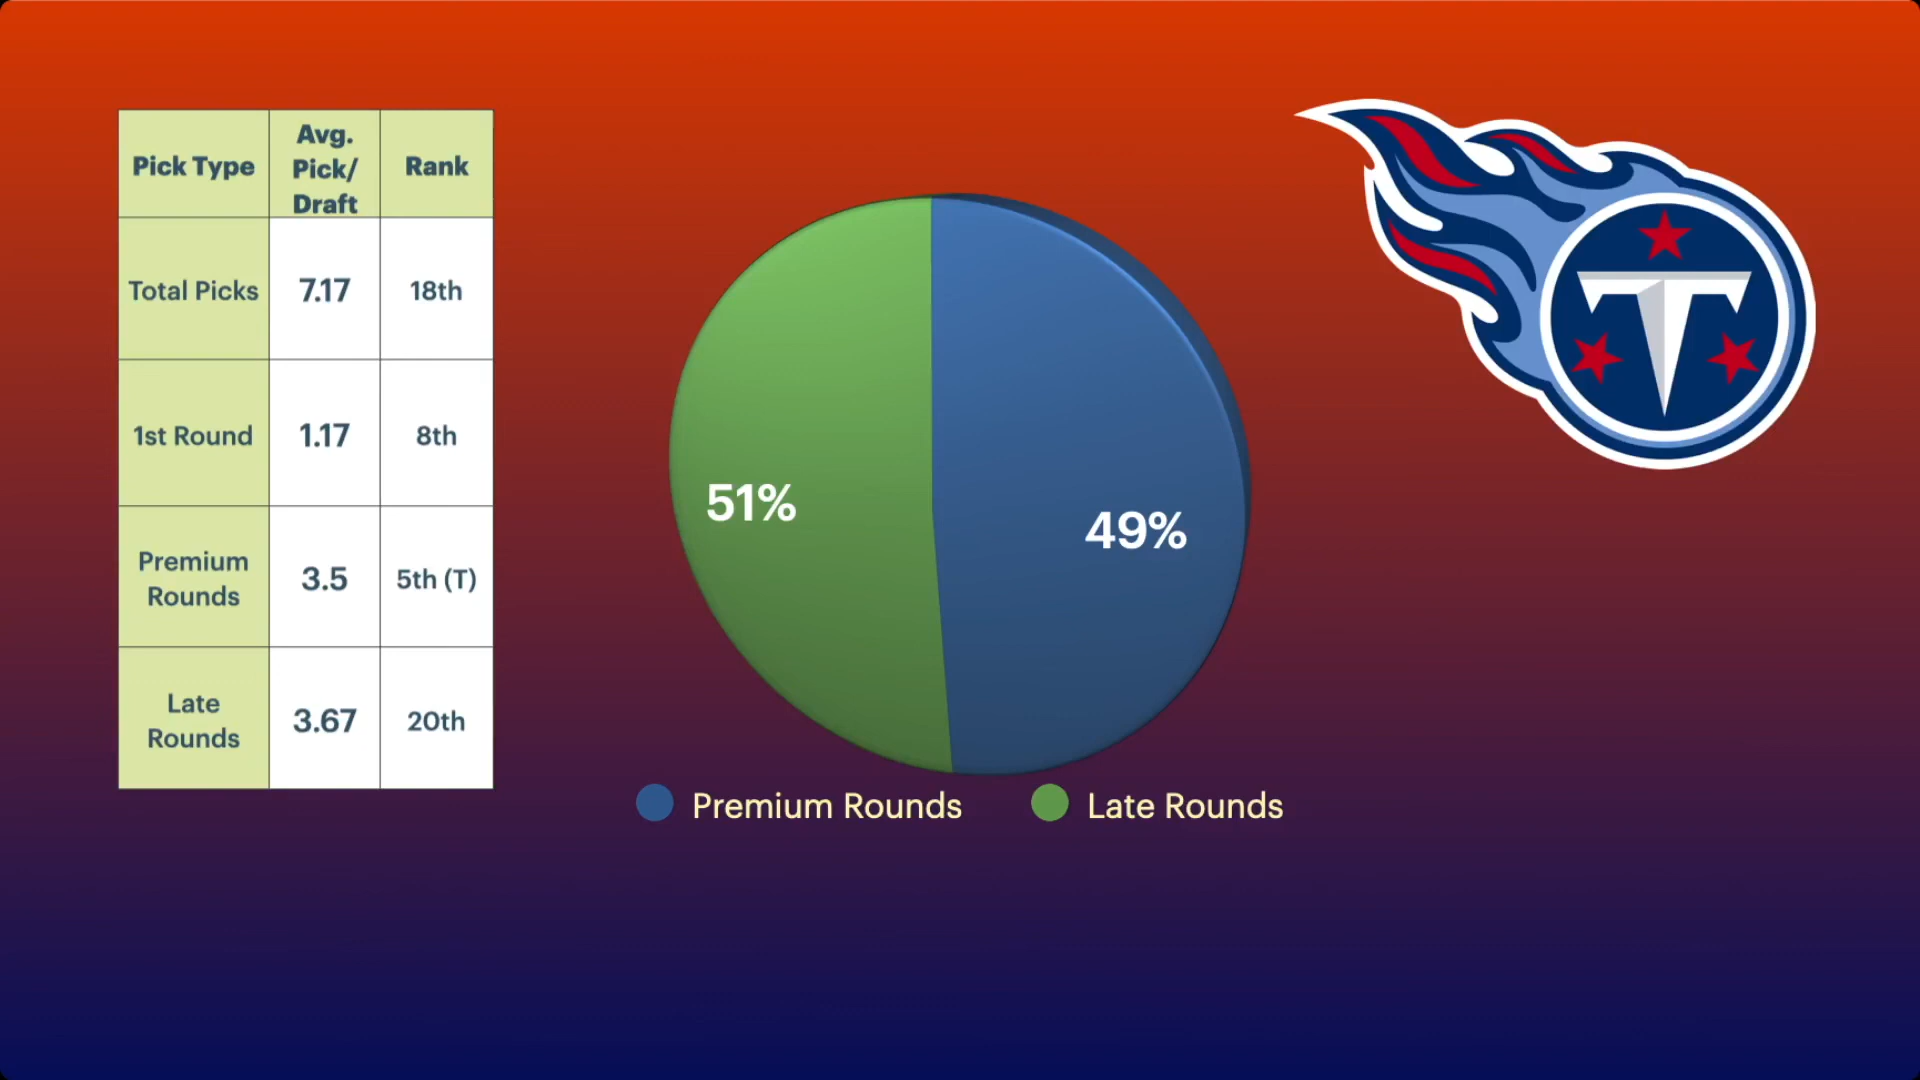 Pick Type
Avg.
Pick/
Draft
Rank
Total Picks
7.17
18th
1st Round
1.17
8th
Premium
Rounds
3.5
5th (T)
Late
Rounds
3.67
20th
51%
49%
Premium Rounds
Late Rounds
T